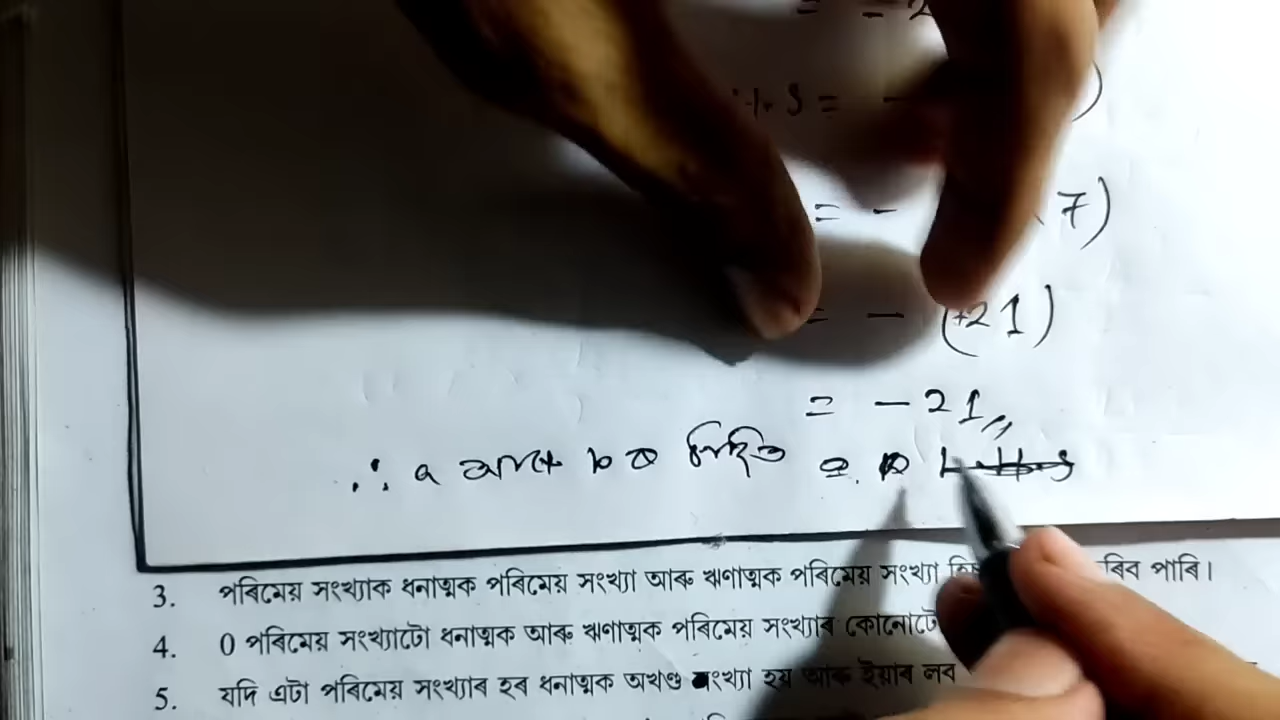 = - 2
H.S = - )
= - 7)
= - (+21)
= - 21
∴ a আৰু b ৰ
3. পৰিমেয় সংখ্যাক ধনাত্মক পৰিমেয় সংখ্যা আৰু ঋণাত্মক পৰিমেয় সংখ্যা ৰিব পাৰি।
4. 0 পৰিমেয় সংখ্যাটো ধনাত্মক আৰু ঋণাত্মক পৰিমেয় সংখ্যাৰ কোনোটে
5. যদি এটা পৰিমেয় সংখ্যাৰ হৰ ধনাত্মক অখণ্ড সংখ্যা হয় আৰু ইয়াৰ লব